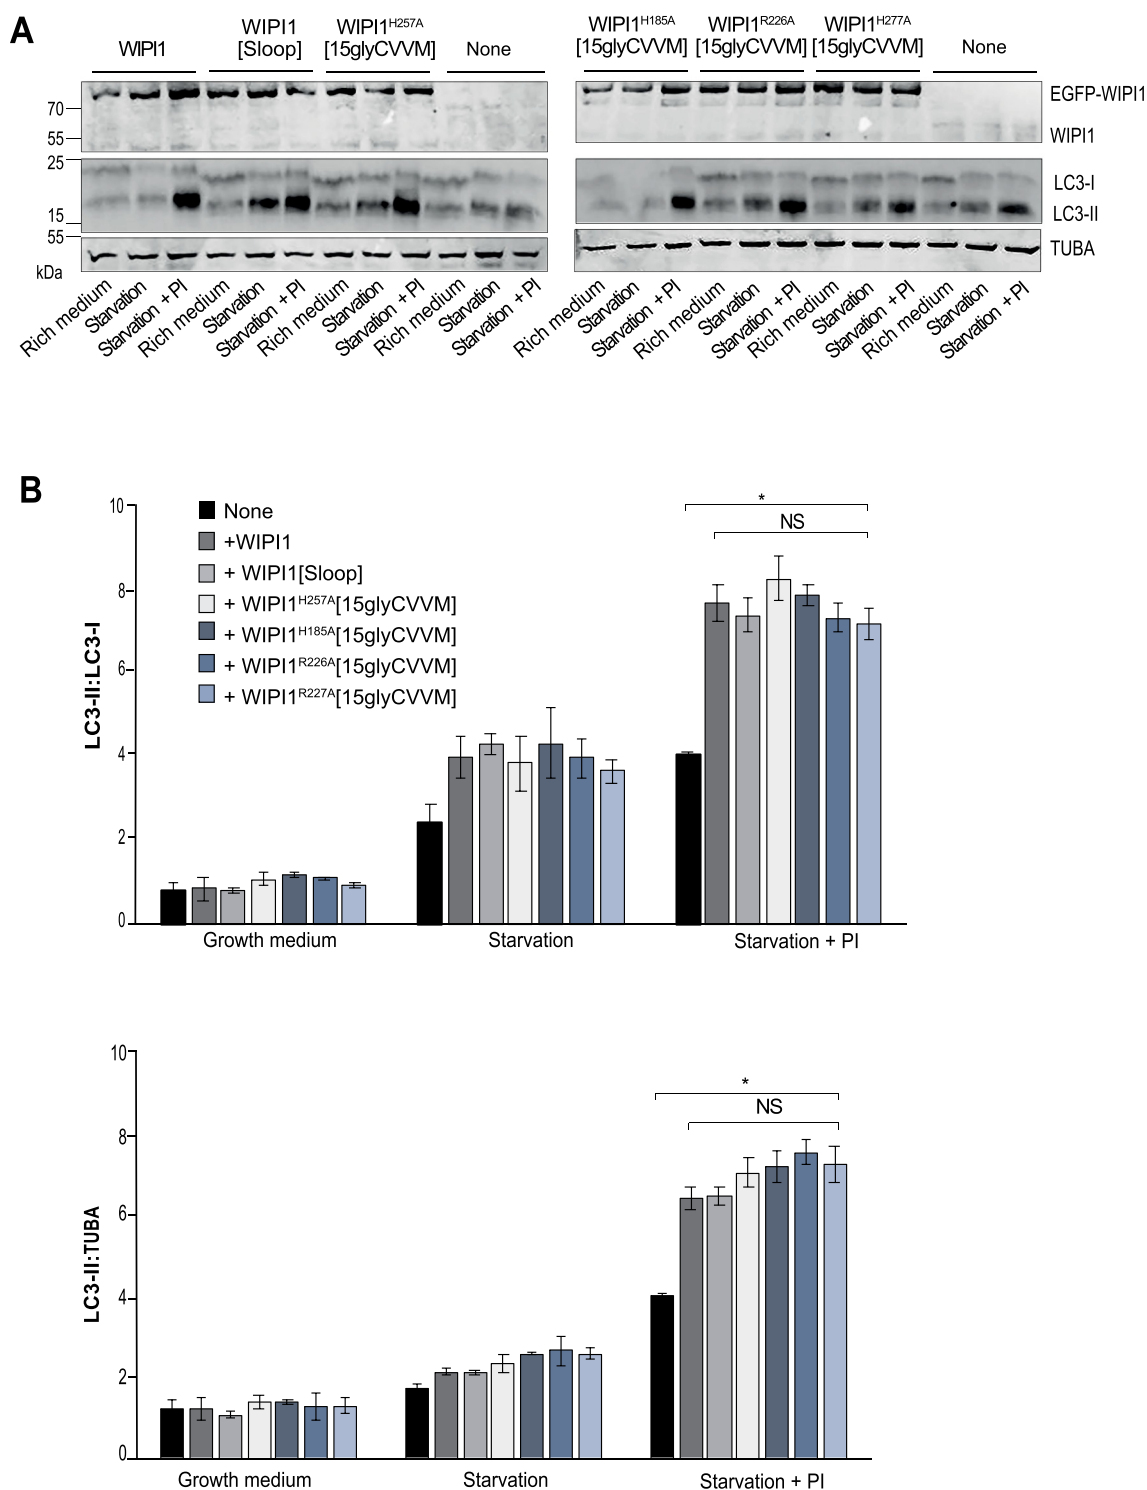 A
WIPI1
WIPI1 [Sloop]
WIPI1H257A [15glyCVVM]
None
WIPI1H185A [15glyCVVM]
WIPI1R226A [15glyCVVM]
WIPI1H277A [15glyCVVM]
None
70
55
25
15
55
kDa
EGFP-WIPI1
WIPI1
LC3-I
LC3-II
TUBA
Rich medium
Starvation
Starvation + PI
Rich medium
Starvation
Starvation + PI
Rich medium
Starvation
Starvation + PI
Rich medium
Starvation
Starvation + PI
Rich medium
Starvation
Starvation + PI
Rich medium
Starvation
Starvation + PI
Rich medium
Starvation
Starvation + PI
Rich medium
Starvation
Starvation + PI
B
LC3-II:LC3-I
10
8
6
4
2
0
None
+WIPI1
+ WIPI1[Sloop]
+ WIPI1H257A[15glyCVVM]
+ WIPI1H185A[15glyCVVM]
+ WIPI1R226A[15glyCVVM]
+ WIPI1R227A[15glyCVVM]
*
NS
Growth medium
Starvation
Starvation + PI
LC3-II:TUBA
10
8
6
4
2
0
*
NS
Growth medium
Starvation
Starvation + PI